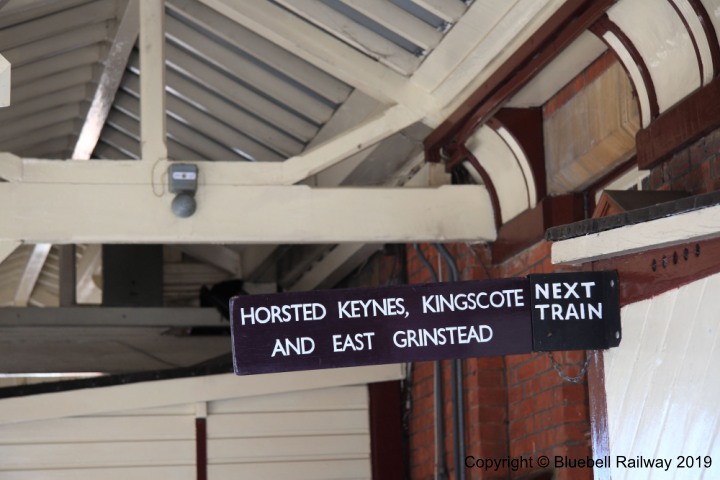 HORSTED KEYNES, KINGSCOTE
AND EAST GRINSTEAD
NEXT
TRAIN
Copyright © Bluebell Railway 2019